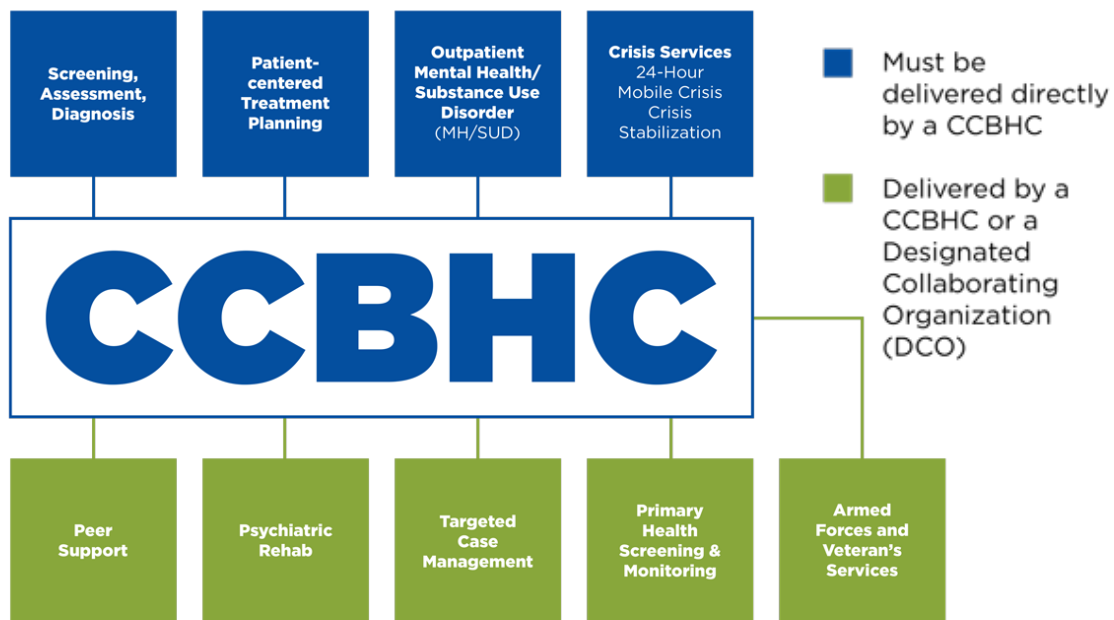 Screening,
Assessment,
Diagnosis
Patient-
centered
Treatment
Planning
Outpatient
Mental Health/
Substance Use
Disorder
(MH/SUD)
Crisis Services
24-Hour
Mobile Crisis
Crisis
Stabilization
Must be
delivered directly
by a CCBHC
Delivered by a
CCBHC or a
Designated
Collaborating
Organization
(DCO)
CCBHC
Peer
Support
Psychiatric
Rehab
Targeted
Case
Management
Primary
Health
Screening &
Monitoring
Armed
Forces and
Veteran's
Services